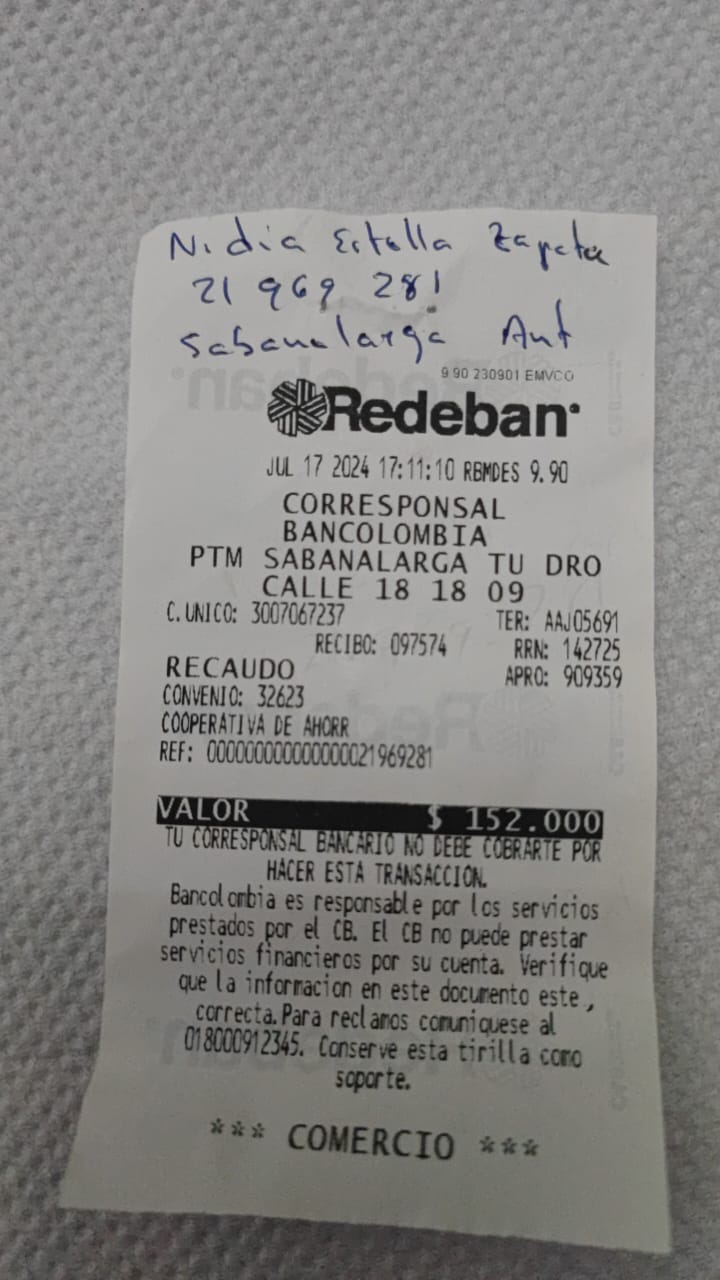 Nidia Estella Zapata
21 969 281
Sabanalarga Ant
9 90 230901 EMVCO
Redeban
JUL 17 2024 17:11:10 RBMDES 9.90
CORRESPONSAL
BANCOLOMBIA
PTM SABANALARGA TU DRO
CALLE 18 18 09
C.UNICO: 3007067237 TER: AAJ05691
RECIBO: 097574 RRN: 142725
RECAUDO APRO: 909359
CONVENIO: 32623
COOPERATIVA DE AHORR
REF: 000000000000000021969281
VALOR $ 152.000
TU CORRESPONSAL BANCARIO NO DEBE COBRARTE POR
HACER ESTA TRANSACCION.
Bancolombia es responsable por los servicios
prestados por el CB. El CB no puede prestar
servicios financieros por su cuenta. Verifique
que la informacion en este documento este ,
correcta.Para reclamos comuniquese al
018000912345. Conserve esta tirilla como
soporte.
*** COMERCIO ***